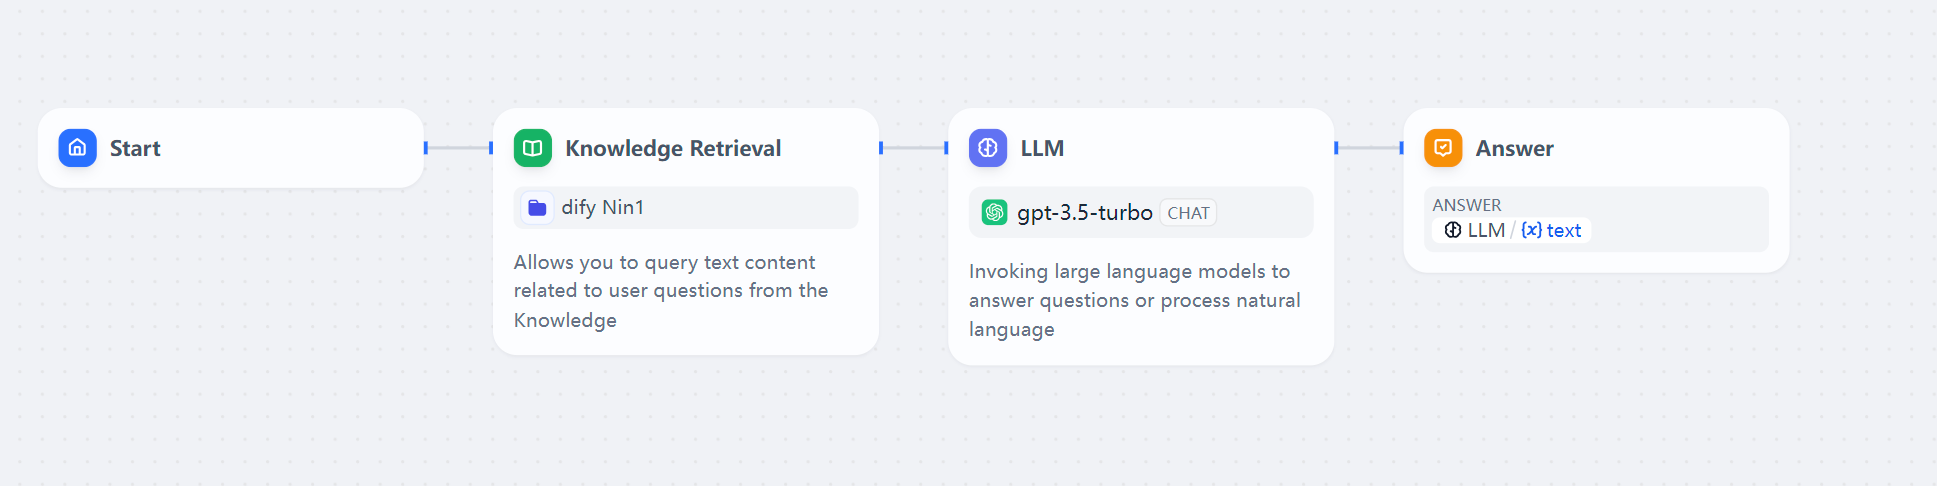 Start
Knowledge Retrieval
dify Nin1
Allows you to query text content
related to user questions from the
Knowledge
LLM
gpt-3.5-turbo CHAT
Invoking large language models to
answer questions or process natural
language
Answer
ANSWER
LLM / {x} text